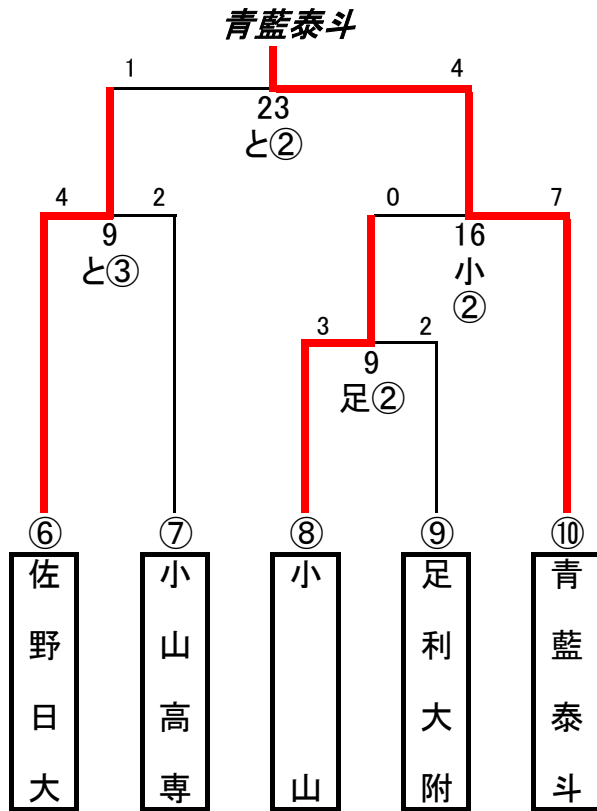 青藍泰斗
1 4
23
と②
4 2 0 7
9 16
と③ 小
②
3 2
9
足②
⑥ ⑦ ⑧ ⑨ ⑩
佐野日大
小山高専
小山
足利大附
青藍泰斗